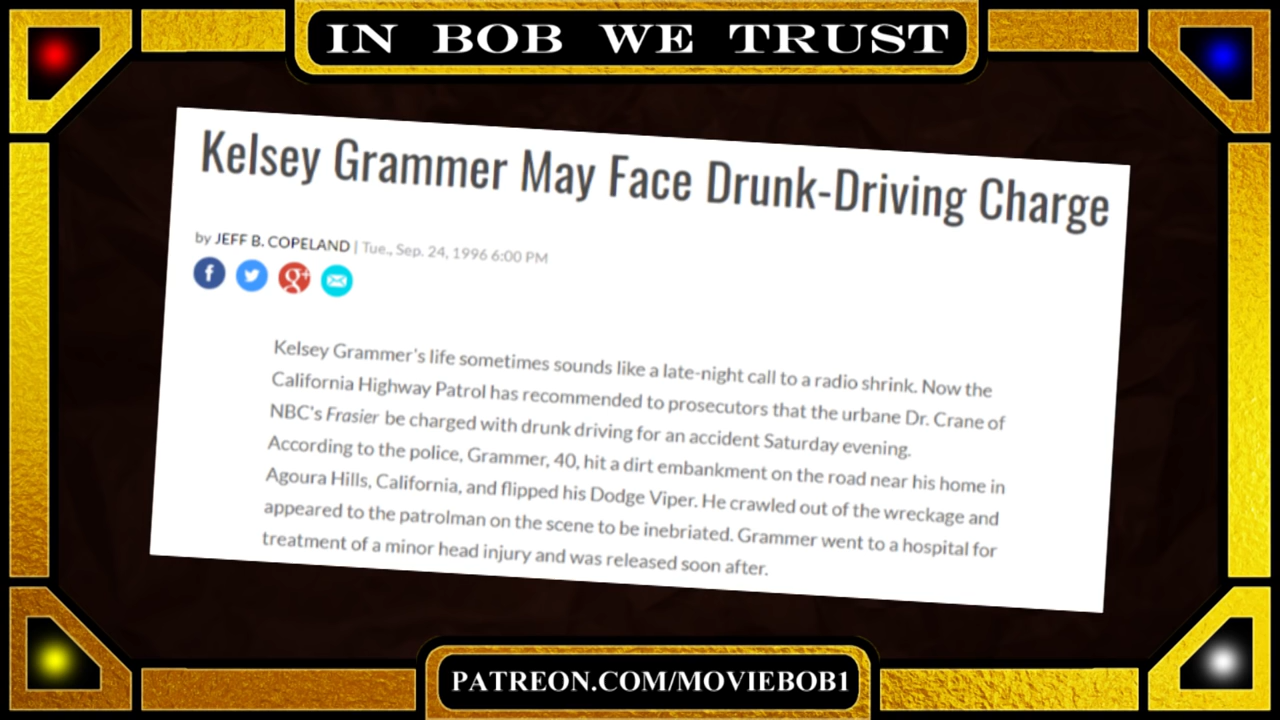 IN BOB WE TRUST
Kelsey Grammer May Face Drunk-Driving Charge
by JEFF B. COPELAND | Tue., Sep. 24, 1996 6:00 PM
f g+
Kelsey Grammer's life sometimes sounds like a late-night call to a radio shrink. Now the
California Highway Patrol has recommended to prosecutors that the urbane Dr. Crane of
NBC's Frasier be charged with drunk driving for an accident Saturday evening.
According to the police, Grammer, 40, hit a dirt embankment on the road near his home in
Agoura Hills, California, and flipped his Dodge Viper. He crawled out of the wreckage and
appeared to the patrolman on the scene to be inebriated. Grammer went to a hospital for
treatment of a minor head injury and was released soon after.
PATREON.COM/MOVIEBOB1